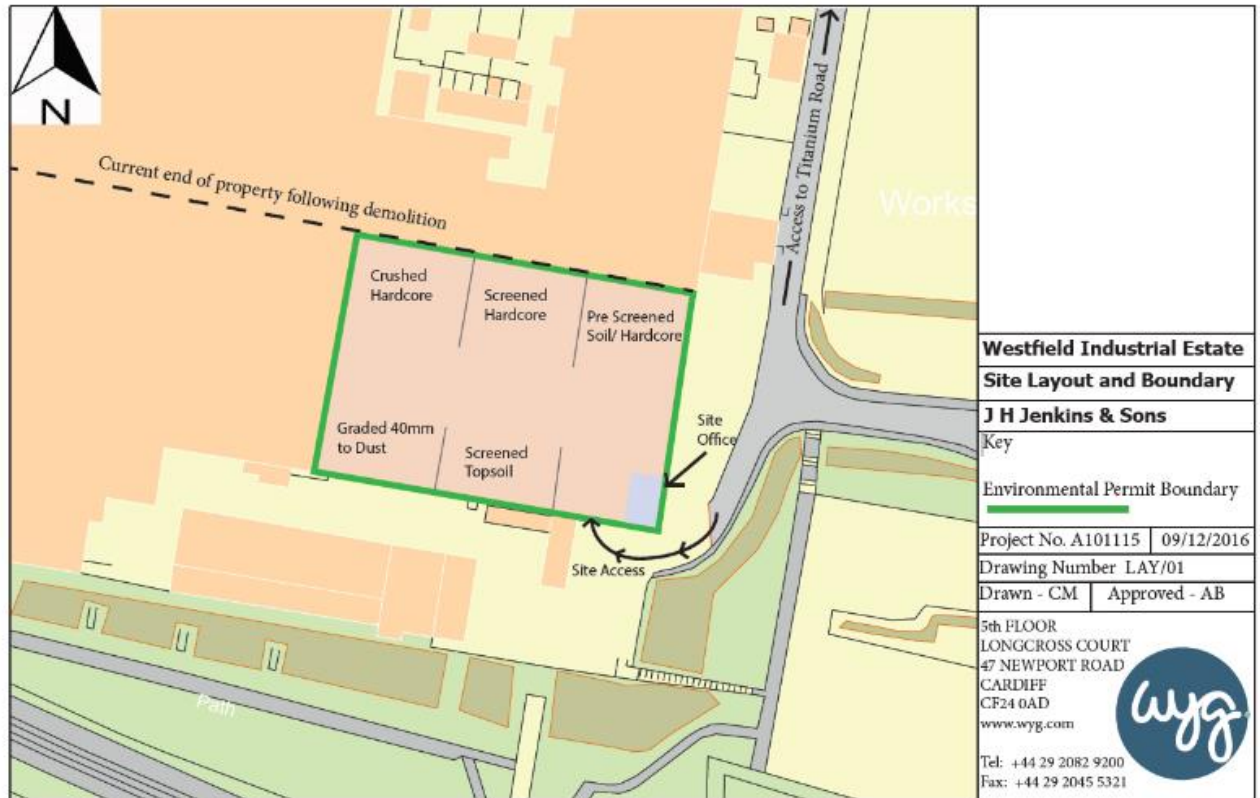 N
Current end of property following demolition
Access to Titanium Road
Works
Crushed
Hardcore
Screened
Hardcore
Pre Screened
Soil/ Hardcore
Graded 40mm
to Dust
Screened
Topsoil
Site
Office
Site Access
Path
Westfield Industrial Estate
Site Layout and Boundary
J H Jenkins & Sons
Key
Environmental Permit Boundary
Project No. A101115 09/12/2016
Drawing Number LAY/01
Drawn - CM Approved - AB
5th FLOOR
LONGCROSS COURT
47 NEWPORT ROAD
CARDIFF
CF24 0AD
www.wyg.com
Tel: +44 29 2082 9200
Fax: +44 29 2045 5321
wyg